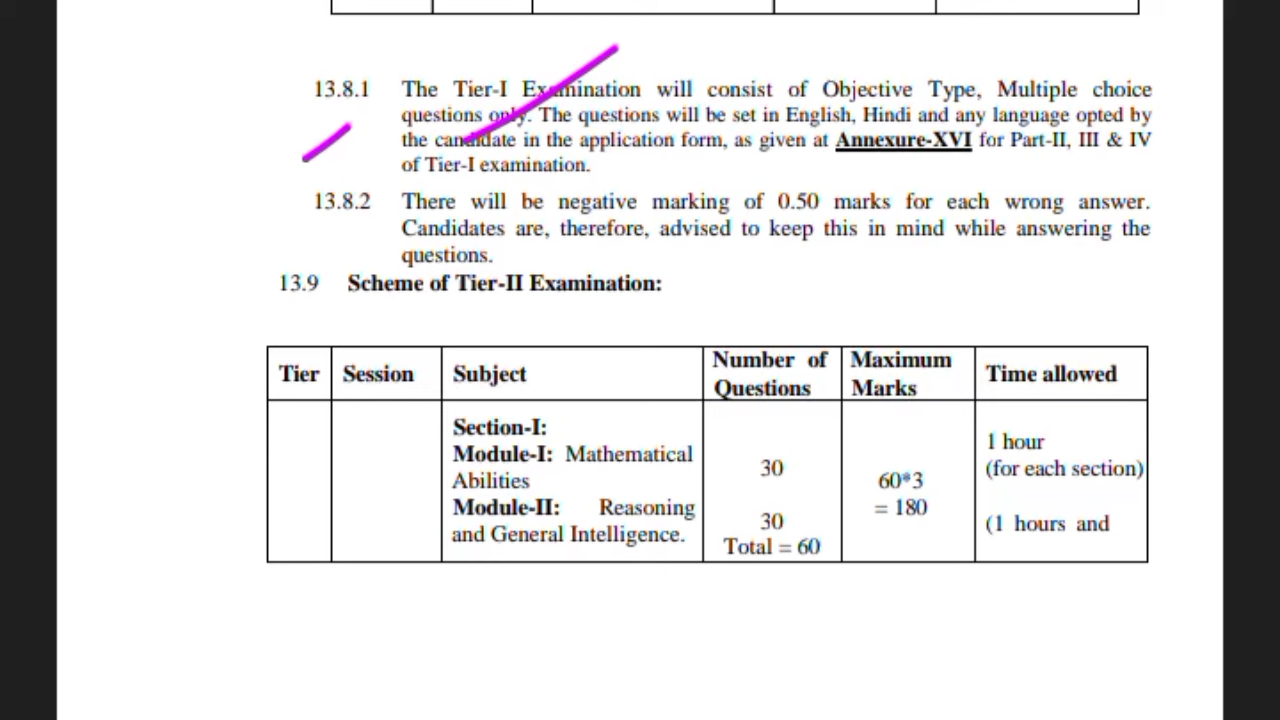 13.8.1 The Tier-I Examination will consist of Objective Type, Multiple choice
questions only. The questions will be set in English, Hindi and any language opted by
the candidate in the application form, as given at Annexure-XVI for Part-II, III & IV
of Tier-I examination.
13.8.2 There will be negative marking of 0.50 marks for each wrong answer.
Candidates are, therefore, advised to keep this in mind while answering the
questions.
13.9 Scheme of Tier-II Examination:
Tier Session Subject Number of Questions Maximum Marks Time allowed
Section-I:
Module-I: Mathematical
Abilities
Module-II: Reasoning
and General Intelligence.
30
30
Total = 60
60*3
= 180
1 hour
(for each section)
(1 hours and